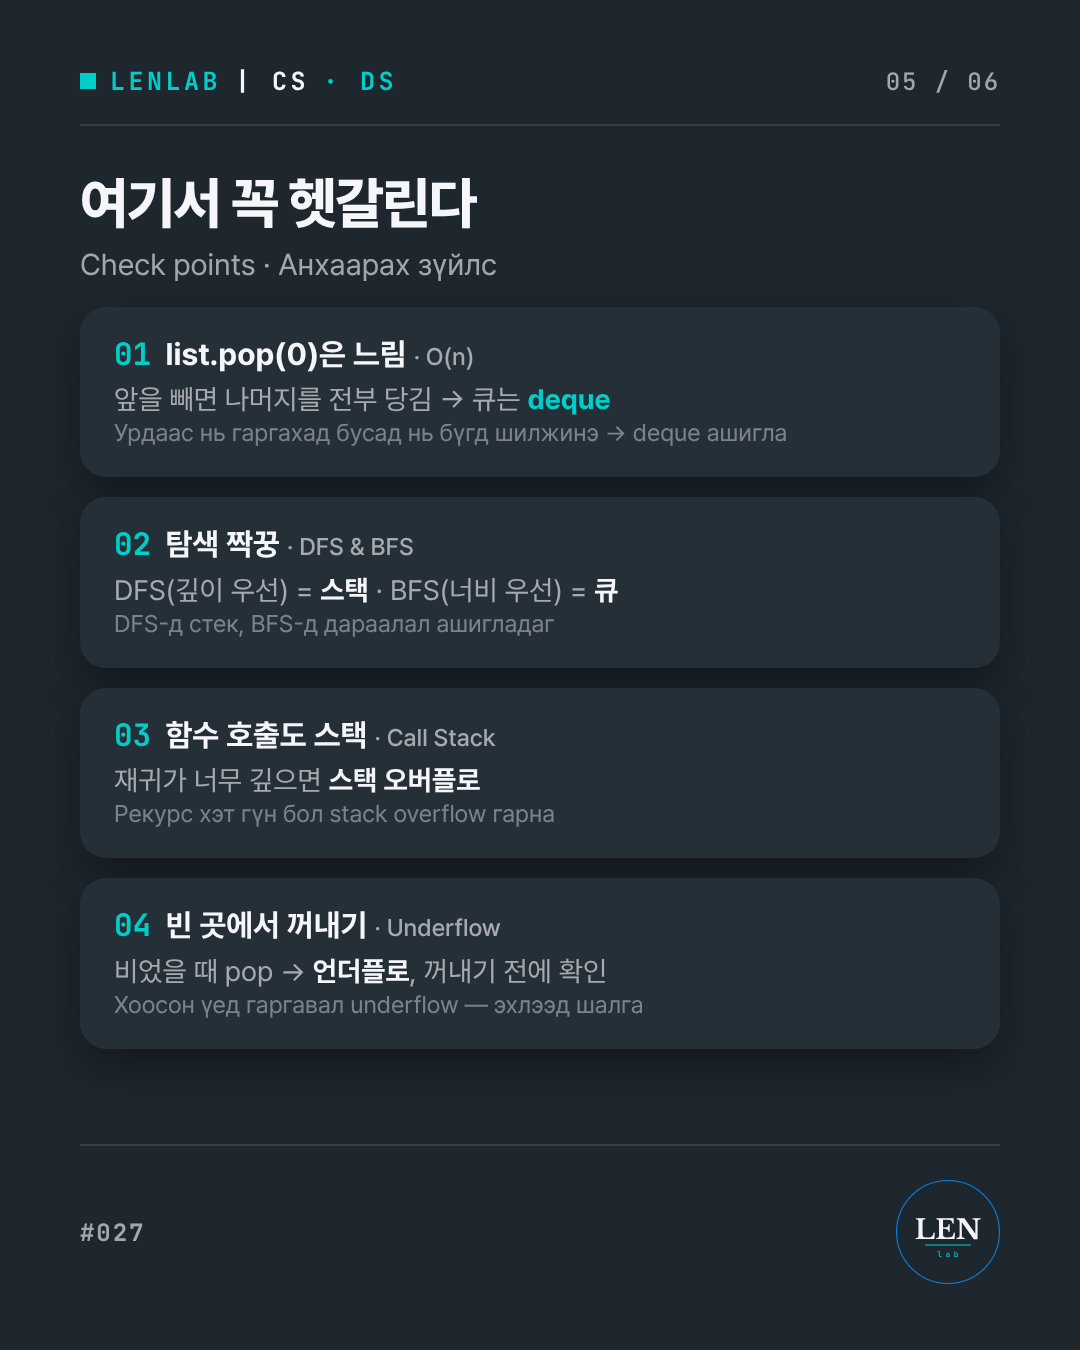 LENLAB | CS · DS
05 / 06
여기서 꼭 헷갈린다
Check points · Анхаарах зүйлс
01 list.pop(0)은 느림 · O(n)
앞을 빼면 나머지를 전부 당김 → 큐는 deque
Урдаас нь гаргахад бусад нь бүгд шилжинэ → deque ашигла
02 탐색 짝꿍 · DFS & BFS
DFS(깊이 우선) = 스택 · BFS(너비 우선) = 큐
DFS-д стек, BFS-д дараалал ашигладаг
03 함수 호출도 스택 · Call Stack
재귀가 너무 깊으면 스택 오버플로
Рекурс хэт гүн бол stack overflow гарна
04 빈 곳에서 꺼내기 · Underflow
비었을 때 pop → 언더플로, 꺼내기 전에 확인
Хоосон үед гаргавал underflow — эхлээд шалга
#027
LEN
lab